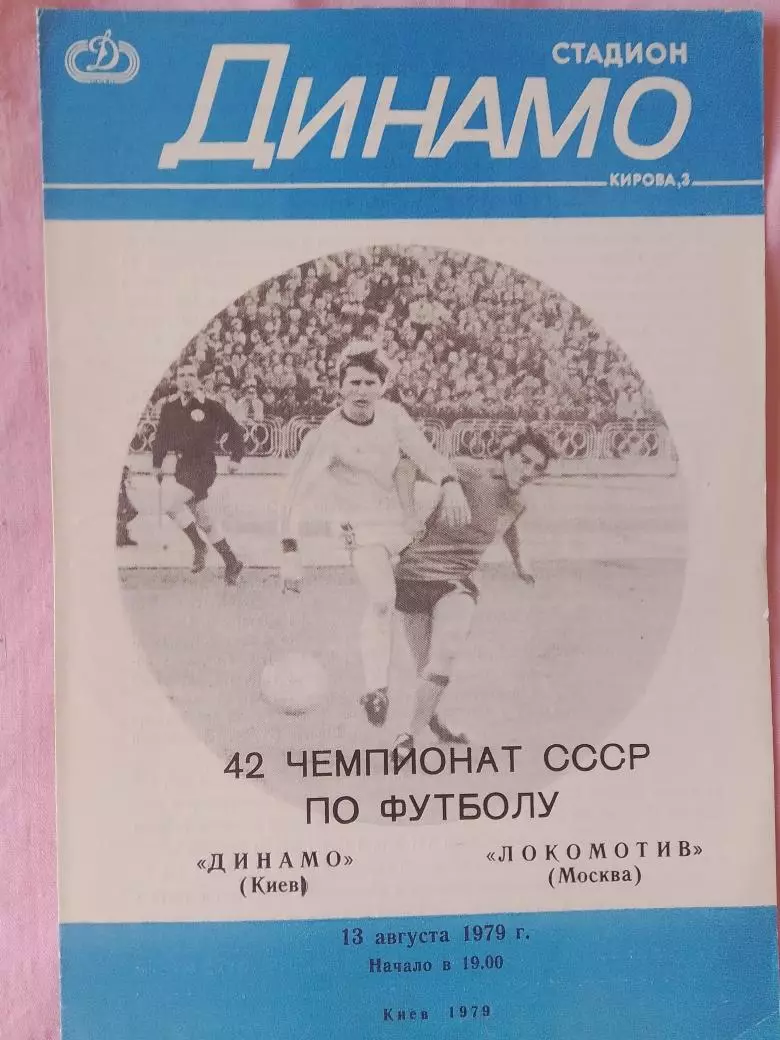 СТАДИОН
ДИНАМО
КИРОВА, 3
42 ЧЕМПИОНАТ СССР
ПО ФУТБОЛУ
«ДИНАМО»
(Киев)
«ЛОКОМОТИВ»
(Москва)
13 августа 1979 г.
Начало в 19.00
Киев 1979